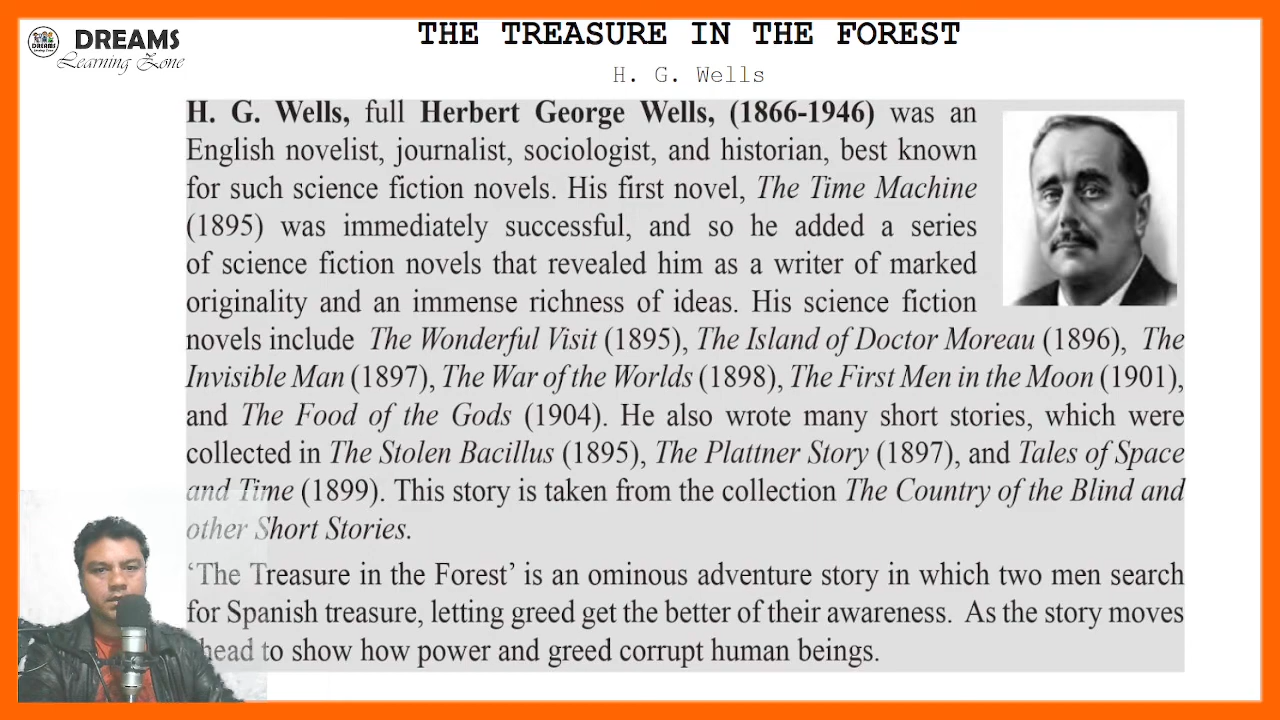 DREAMS
Learning Zone
THE TREASURE IN THE FOREST
H. G. Wells
H. G. Wells, full Herbert George Wells, (1866-1946) was an
English novelist, journalist, sociologist, and historian, best known
for such science fiction novels. His first novel, The Time Machine
(1895) was immediately successful, and so he added a series
of science fiction novels that revealed him as a writer of marked
originality and an immense richness of ideas. His science fiction
novels include The Wonderful Visit (1895), The Island of Doctor Moreau (1896), The
Invisible Man (1897), The War of the Worlds (1898), The First Men in the Moon (1901),
and The Food of the Gods (1904). He also wrote many short stories, which were
collected in The Stolen Bacillus (1895), The Plattner Story (1897), and Tales of Space
and Time (1899). This story is taken from the collection The Country of the Blind and
other Short Stories.
‘The Treasure in the Forest’ is an ominous adventure story in which two men search
for Spanish treasure, letting greed get the better of their awareness. As the story moves
head to show how power and greed corrupt human beings.